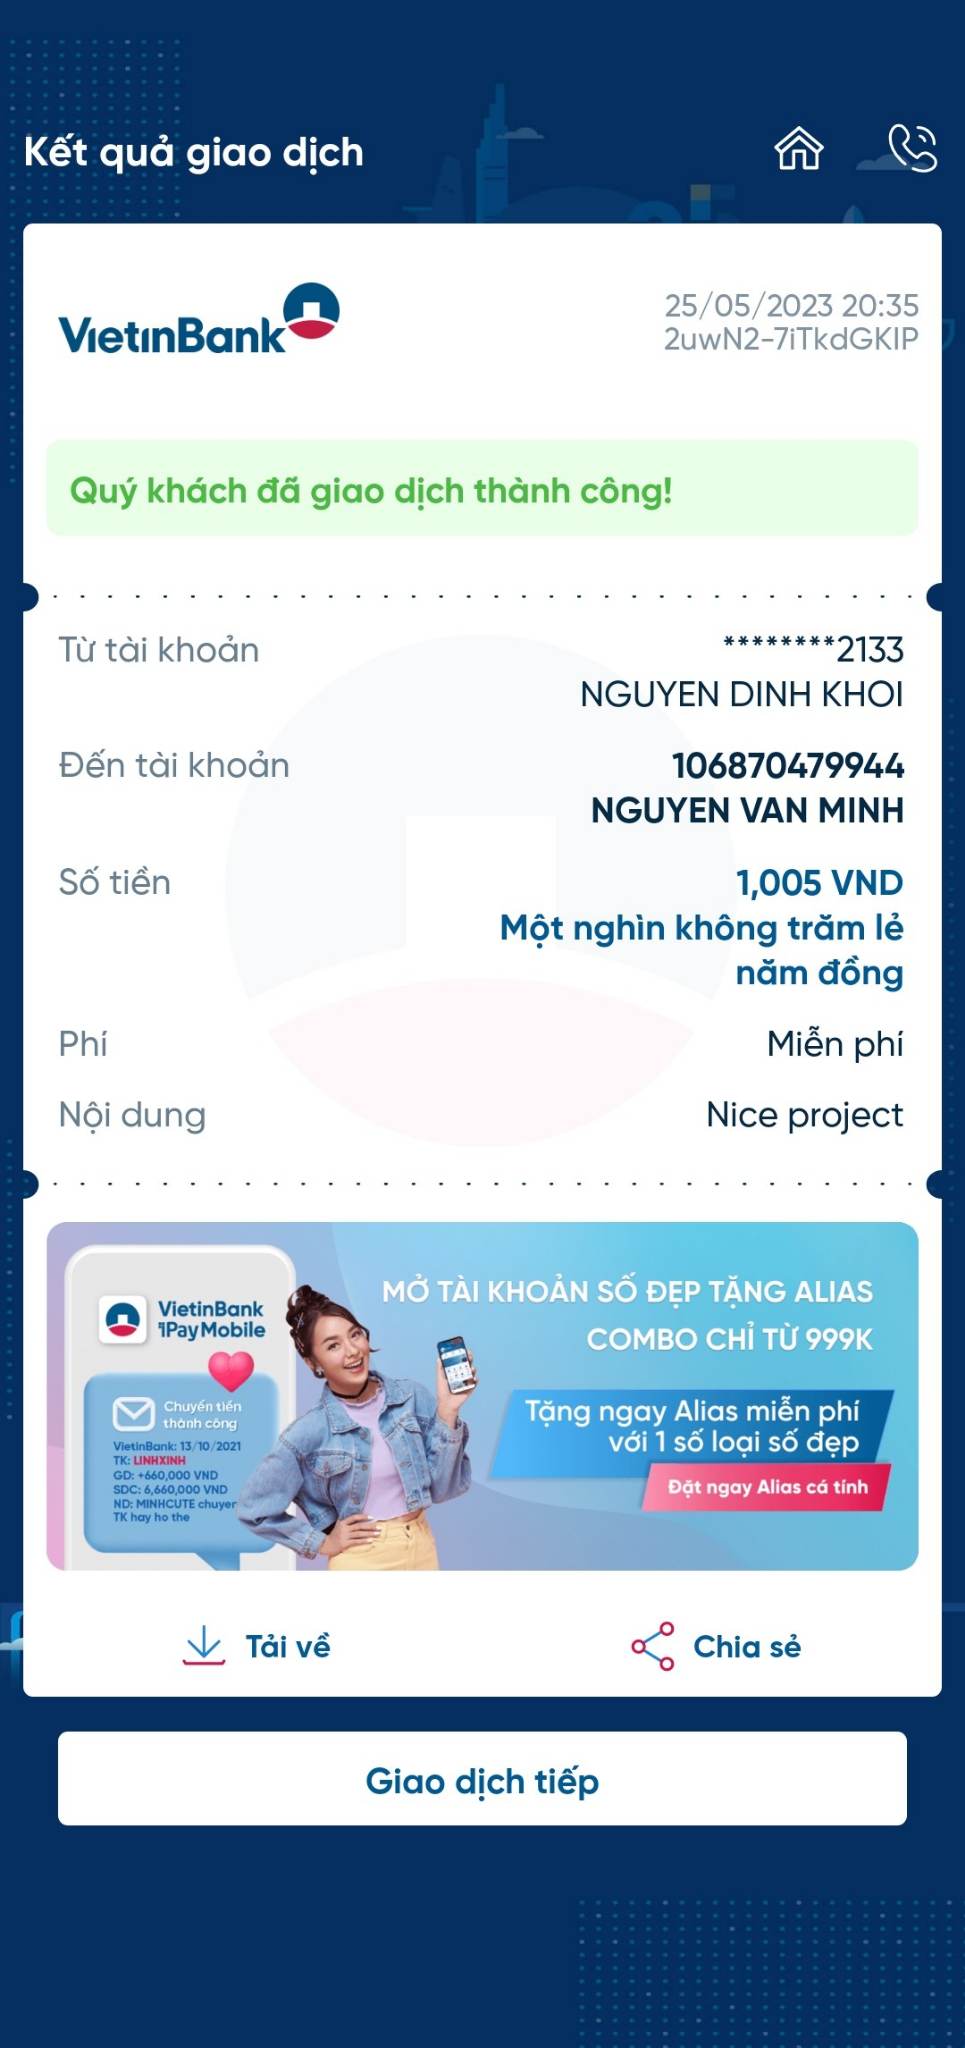 Kết quả giao dịch
VietinBank
25/05/2023 20:35
2uwN2-7iTkdGKIP
Quý khách đã giao dịch thành công!
Từ tài khoản
********2133
NGUYEN DINH KHOI
Đến tài khoản
106870479944
NGUYEN VAN MINH
Số tiền
1,005 VND
Một nghìn không trăm lẻ
năm đồng
Phí
Miễn phí
Nội dung
Nice project
VietinBank
iPay Mobile
Chuyển tiền
thành công
VietinBank: 13/10/2021
TK: LINHXINH
GD: +660,000 VND
SDC: 6,660,000 VND
ND: MINHCUTE chuyen
TK hay ho the
MỞ TÀI KHOẢN SỐ ĐẸP TẶNG ALIAS
COMBO CHỈ TỪ 999K
Tặng ngay Alias miễn phí
với 1 số loại số đẹp
Đặt ngay Alias cá tính
Tải về
Chia sẻ
Giao dịch tiếp